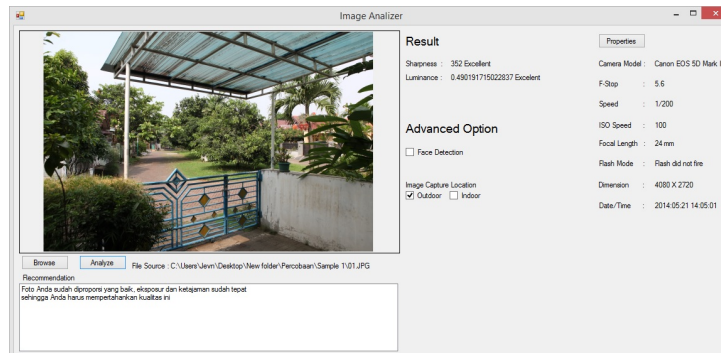 Image Analizer
Result
Properties
Sharpness : 352 Excellent
Luminance : 0.490191715022837 Excelent
Camera Model : Canon EOS 5D Mark
F-Stop : 5.6
Speed : 1/200
Advanced Option
ISO Speed : 100
Face Detection
Focal Length : 24 mm
Flash Mode : Flash did not fire
Image Capture Location
Outdoor Indoor
Dimension : 4080 X 2720
Date/Time : 2014:05:21 14:05:01
Browse Analyze File Source : C:\Users\Jevn\Desktop\New folder\Percobaan\Sample 1\01.JPG
Recommendation
Foto Anda sudah diproporsi yang baik, eksposur dan ketajaman sudah tepat
sehingga Anda harus mempertahankan kualitas ini